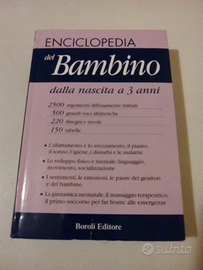 ENCICLOPEDIA
del Bambino
dalla nascita a 3 anni
2500 argomenti diffusamente trattati
500 grandi voci alfabetiche
220 disegni e tavole
150 tabelle
• L'allattamento e lo svezzamento, il pianto,
il sonno, l'igiene, i disturbi e le malattie
• Lo sviluppo fisico e mentale: linguaggio,
movimento, socializzazione
• I sentimenti, le emozioni, le paure dei genitori
e del bambino
• La ginnastica neonatale, il massaggio terapeutico,
il primo soccorso per far fronte alle emergenze
Boroli Editore
subito